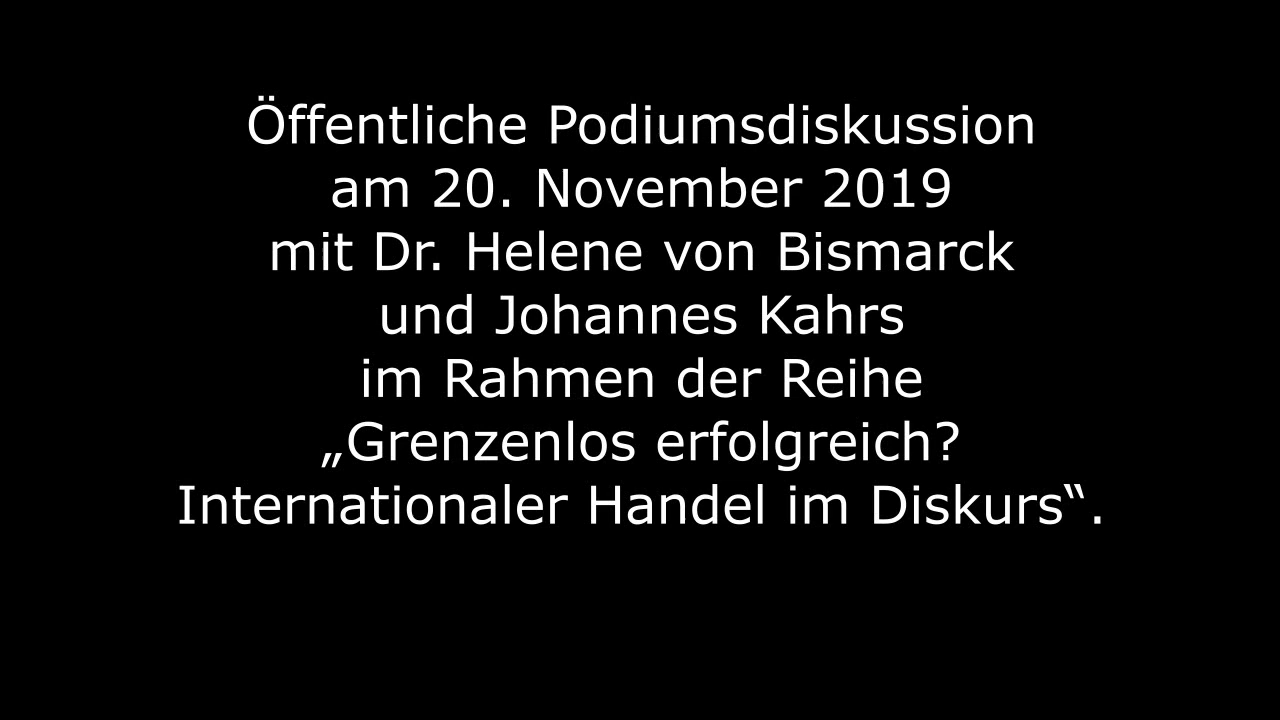 Öffentliche Podiumsdiskussion
am 20. November 2019
mit Dr. Helene von Bismarck
und Johannes Kahrs
im Rahmen der Reihe
„Grenzenlos erfolgreich?
Internationaler Handel im Diskurs“.